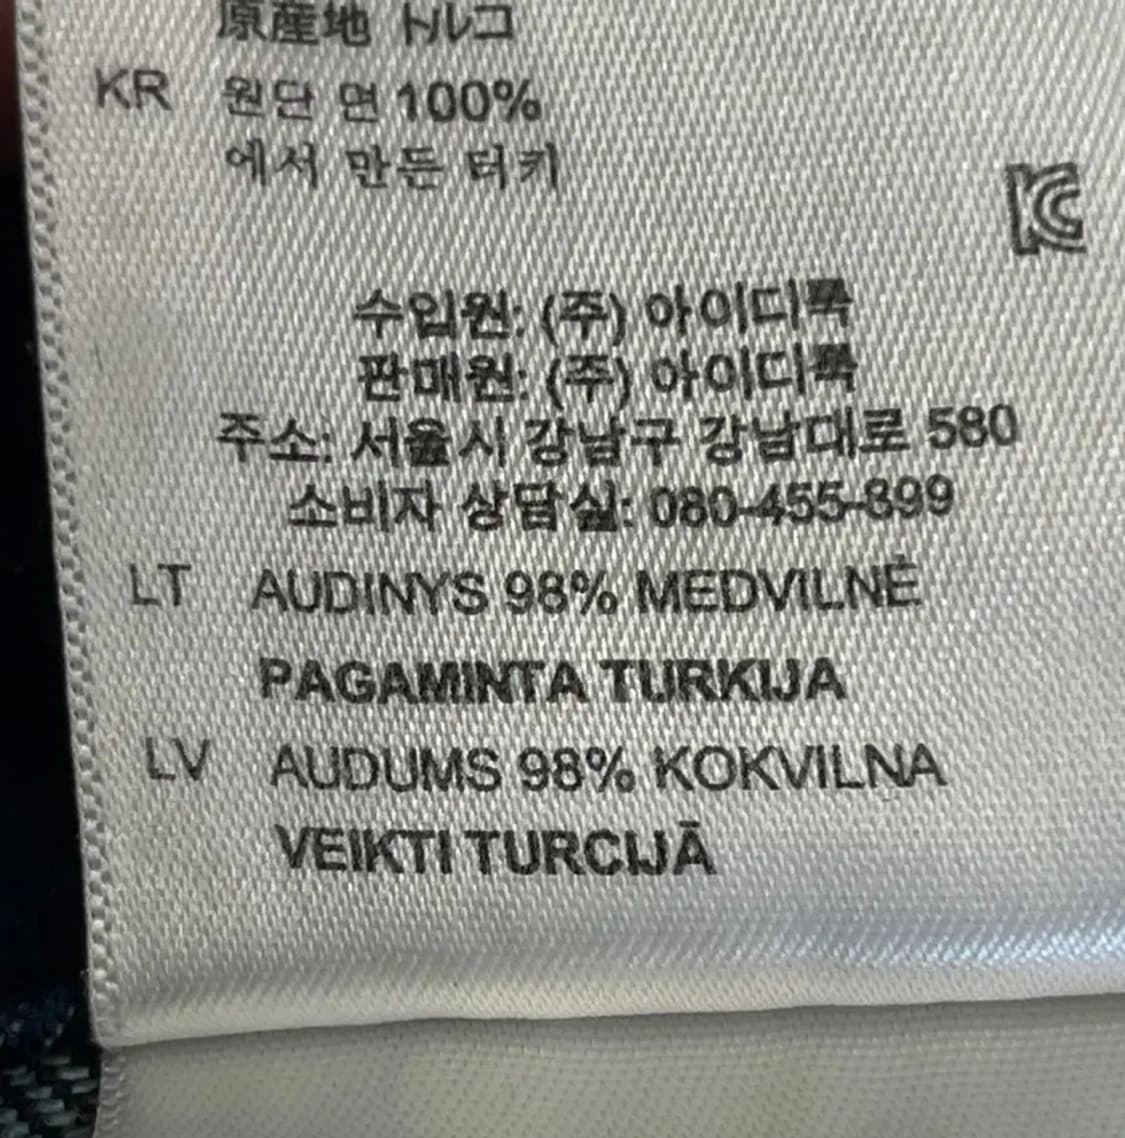 原産地 トルコ
KR 원단 면 100%
에서 만든 터키
KC
수입원: (주) 아이디룩
판매원: (주) 아이디룩
주소: 서울시 강남구 강남대로 580
소비자 상담실: 080-455-899
LT AUDINYS 98% MEDVILNĖ
PAGAMINTA TURKIJA
LV AUDUMS 98% KOKVILNA
VEIKTI TURCIJĀ